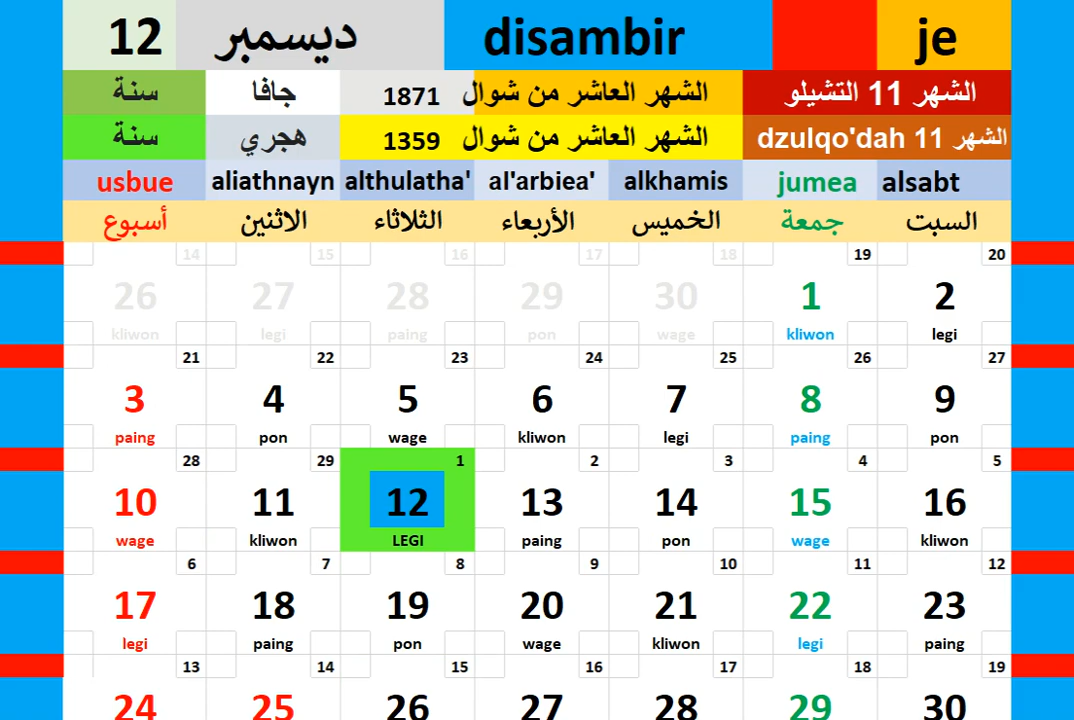 12 ديسمبر disambir je
سنة جافا 1871 الشهر العاشر من شوال الشهر 11 التشيلو
سنة هجري 1359 الشهر العاشر من شوال الشهر 11 dzulqo'dah
usbue aliathnayn althulatha' al'arbiea' alkhamis jumea alsabt
أسبوع الاثنين الثلاثاء الأربعاء الخميس جمعة السبت
14 15 16 17 18 19 20
26 27 28 29 30 1 2
kliwon legi paing pon wage kliwon legi
21 22 23 24 25 26 27
3 4 5 6 7 8 9
paing pon wage kliwon legi paing pon
28 29 1 2 3 4 5
10 11 12 13 14 15 16
wage kliwon LEGI paing pon wage kliwon
6 7 8 9 10 11 12
17 18 19 20 21 22 23
legi paing pon wage kliwon legi paing
13 14 15 16 17 18 19
24 25 26 27 28 29 30